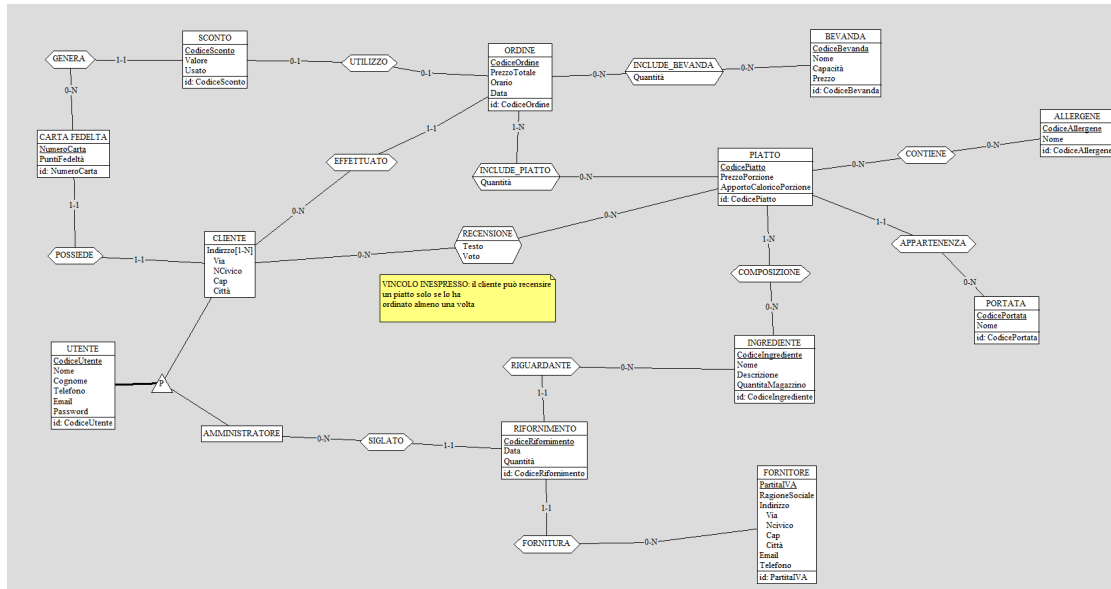 SCONTO
CodiceSconto
Valore
Usato
id: CodiceSconto
GENERA
1-1
0-1
UTILIZZO
0-1
ORDINE
CodiceOrdine
PrezzoTotale
Orario
Data
id: CodiceOrdine
0-N
INCLUDE_BEVANDA
Quantità
0-N
BEVANDA
CodiceBevanda
Nome
Capacità
Prezzo
id: CodiceBevanda
0-N
CARTA FEDELTA
NumeroCarta
PuntiFedeltà
id: NumeroCarta
1-1
EFFETTUATO
0-N
1-N
INCLUDE_PIATTO
Quantità
0-N
PIATTO
CodicePiatto
PrezzoPorzione
ApportoCaloricoPorzione
id: CodicePiatto
0-N
CONTIENE
0-N
ALLERGENE
CodiceAllergene
Nome
id: CodiceAllergene
1-1
POSSIEDE
1-1
CLIENTE
Indirizzo[1-N]
Via
NCivico
Cap
Città
0-N
RECENSIONE
Testo
Voto
0-N
1-1
APPARTENENZA
0-N
PORTATA
CodicePortata
Nome
id: CodicePortata
VINCOLO INESPRESSO: il cliente può recensire
un piatto solo se lo ha
ordinato almeno una volta
1-N
COMPOSIZIONE
0-N
INGREDIENTE
CodiceIngrediente
Nome
Descrizione
QuantitaMagazzino
id: CodiceIngrediente
UTENTE
CodiceUtente
Nome
Cognome
Telefono
Email
Password
id: CodiceUtente
P
RIGUARDANTE
0-N
1-1
AMMINISTRATORE
0-N
SIGLATO
1-1
RIFORNIMENTO
CodiceRifornimento
Data
Quantità
id: CodiceRifornimento
1-1
FORNITURA
0-N
FORNITORE
PartitaIVA
RagioneSociale
Indirizzo
Via
Ncivico
Cap
Città
Email
Telefono
id: PartitaIVA